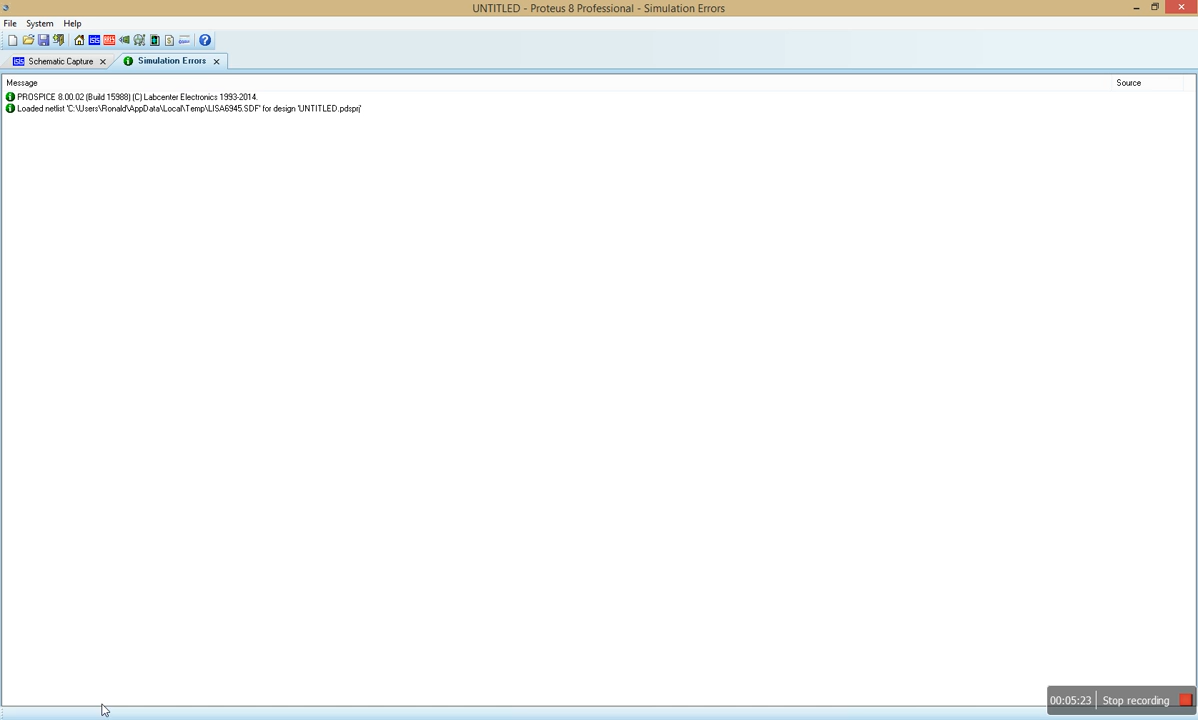 UNTITLED - Proteus 8 Professional - Simulation Errors
File System Help
ISIS Schematic Capture Simulation Errors
Message Source
PROSPICE 8.00.02 (Build 15988) (C) Labcenter Electronics 1993-2014.
Loaded netlist 'C:\Users\Ronald\AppData\Local\Temp\LISA6945.SDF' for design 'UNTITLED.pdsprj'
00:05:23 Stop recording